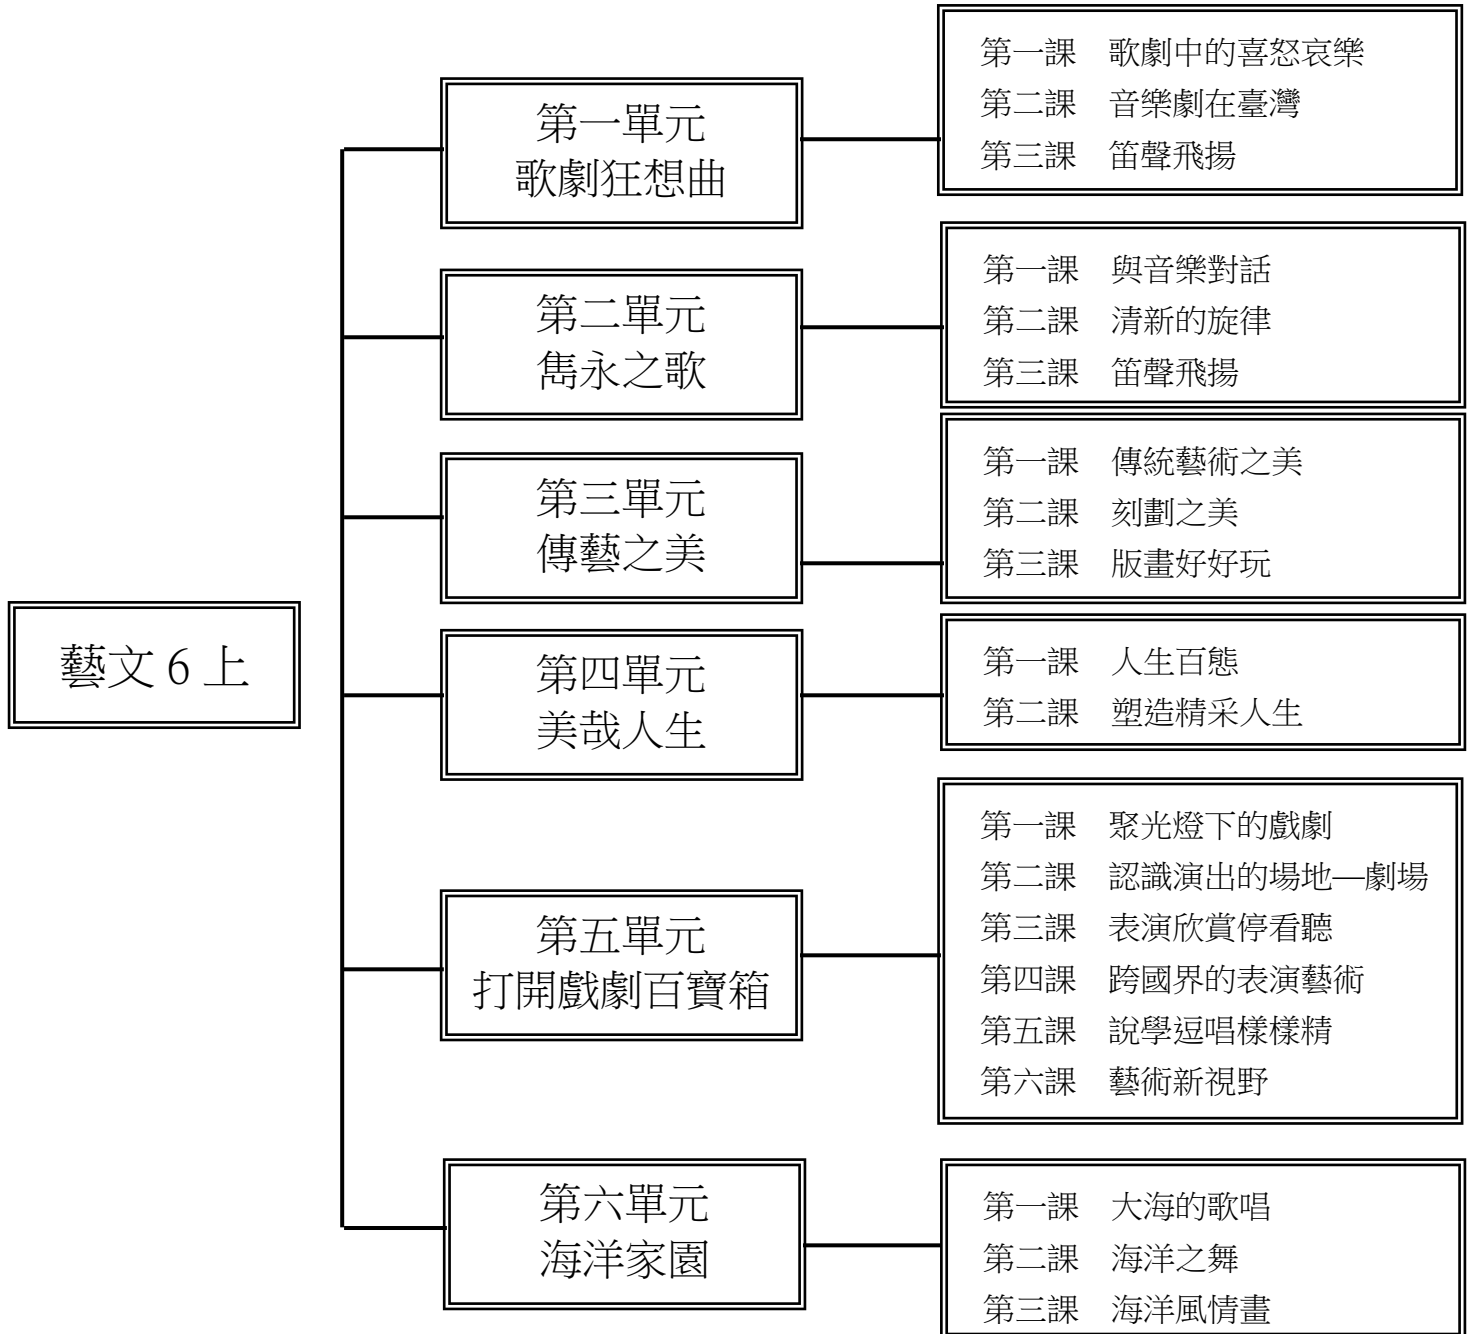 藝文 6 上
第一單元
歌劇狂想曲
第一課　歌劇中的喜怒哀樂
第二課　音樂劇在臺灣
第三課　笛聲飛揚
第二單元
雋永之歌
第一課　與音樂對話
第二課　清新的旋律
第三課　笛聲飛揚
第三單元
傳藝之美
第一課　傳統藝術之美
第二課　刻劃之美
第三課　版畫好好玩
第四單元
美哉人生
第一課　人生百態
第二課　塑造精采人生
第五單元
打開戲劇百寶箱
第一課　聚光燈下的戲劇
第二課　認識演出的場地—劇場
第三課　表演欣賞停看聽
第四課　跨國界的表演藝術
第五課　說學逗唱樣樣精
第六課　藝術新視野
第六單元
海洋家園
第一課　大海的歌唱
第二課　海洋之舞
第三課　海洋風情畫